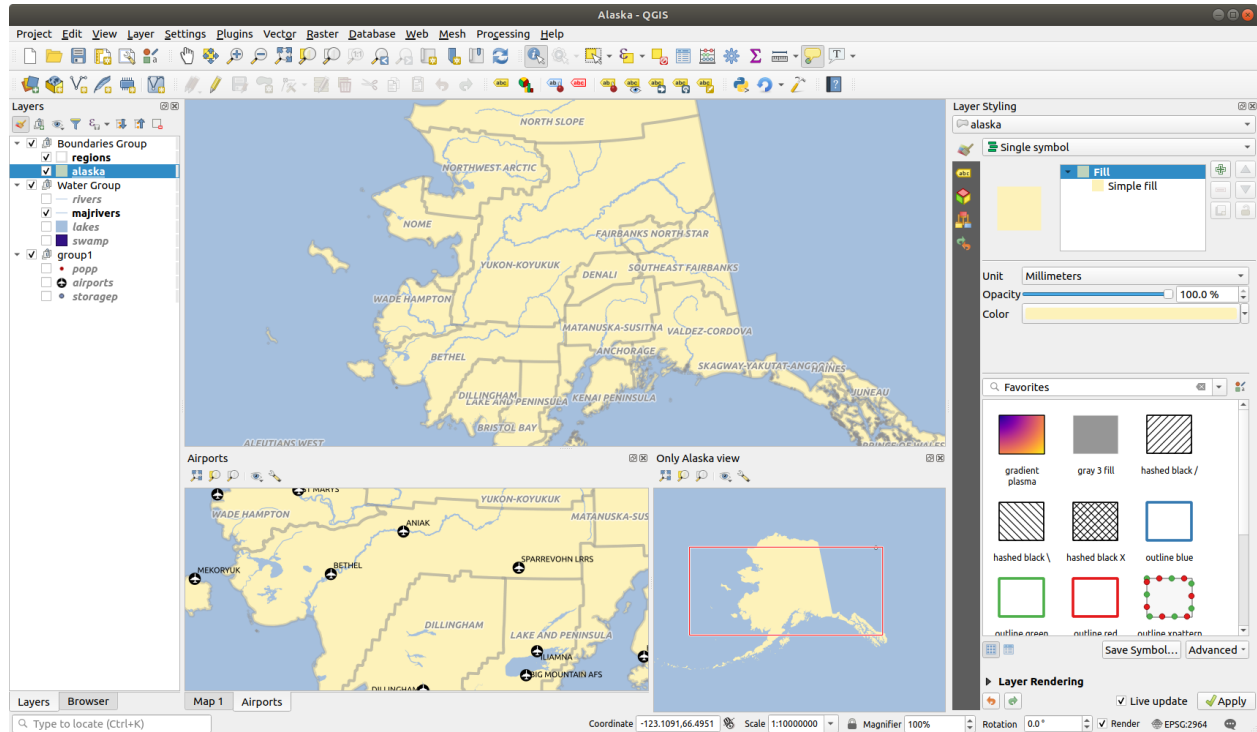 Alaska - QGIS
Project Edit View Layer Settings Plugins Vector Raster Database Web Mesh Processing Help
Layers
Boundaries Group
regions
alaska
Water Group
rivers
majrivers
lakes
swamp
group1
popp
airports
storagep
Layers Browser
NORTH SLOPE
NORTHWEST ARCTIC
NOME
FAIRBANKS NORTH STAR
YUKON-KOYUKUK
DENALI
SOUTHEAST FAIRBANKS
WADE HAMPTON
MATANUSKA-SUSITNA
VALDEZ-CORDOVA
BETHEL
ANCHORAGE
SKAGWAY-YAKUTAT-ANGOON
HAINES
DILLINGHAM
LAKE AND PENINSULA
KENAI PENINSULA
JUNEAU
BRISTOL BAY
ALEUTIANS WEST
Airports
ST MARYS
YUKON-KOYUKUK
WADE HAMPTON
MATANUSKA-SUS
ANIAK
SPARREVOHN LRRS
MEKORYUK
BETHEL
DILLINGHAM
LAKE AND PENINSULA
ILIAMNA
BIG MOUNTAIN AFS
DILLINGHAM
Map 1 Airports
Only Alaska view
Layer Styling
alaska
Single symbol
Fill
Simple fill
Unit Millimeters
Opacity 100.0 %
Color
Favorites
gradient plasma
gray 3 fill
hashed black /
hashed black \
hashed black X
outline blue
outline green
outline red
outline xpattern
Save Symbol... Advanced
Layer Rendering
Live update Apply
Type to locate (Ctrl+K)
Coordinate -123.1091,66.4951 Scale 1:10000000 Magnifier 100% Rotation 0.0 ° Render EPSG:2964